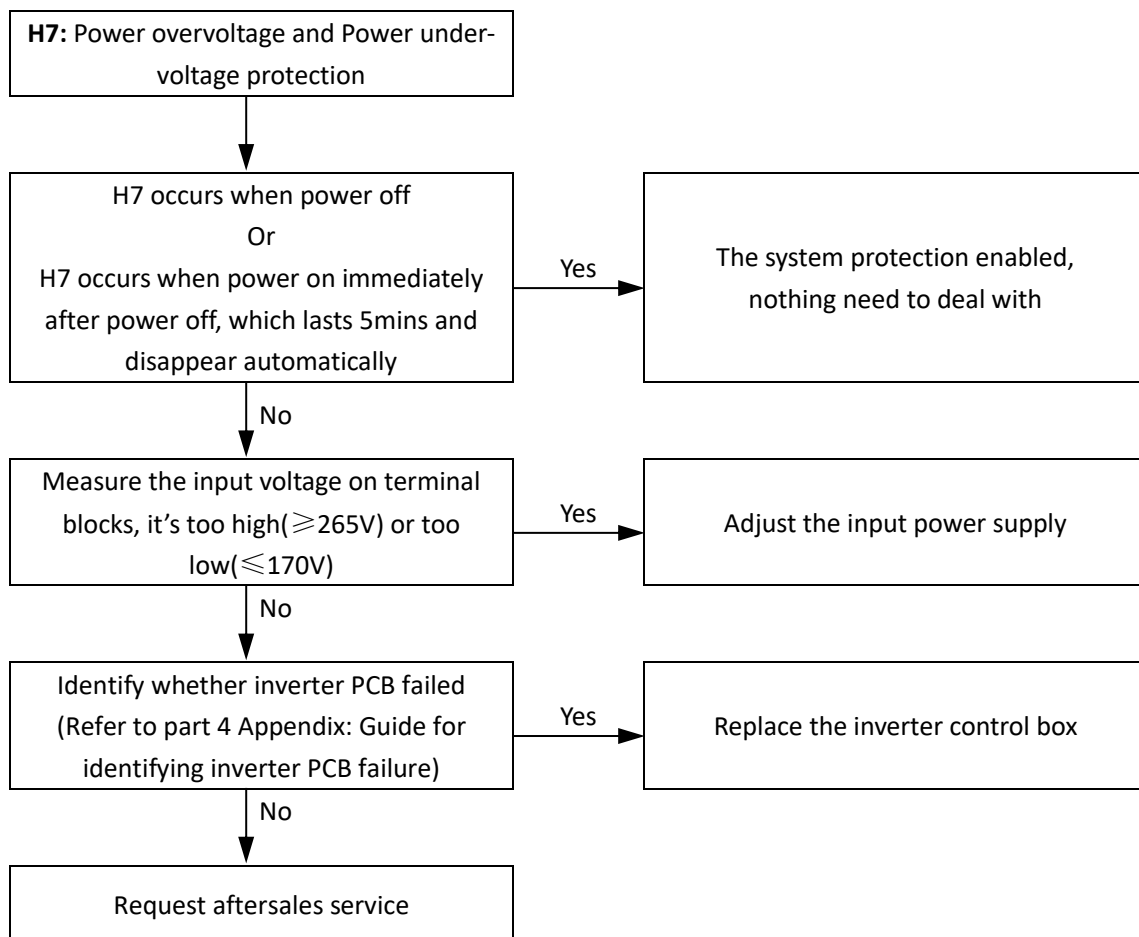 H7: Power overvoltage and Power under-
voltage protection
H7 occurs when power off
Or
H7 occurs when power on immediately
after power off, which lasts 5mins and
disappear automatically
Yes
The system protection enabled,
nothing need to deal with
No
Measure the input voltage on terminal
blocks, it’s too high(≥265V) or too
low(≤170V)
Yes
Adjust the input power supply
No
Identify whether inverter PCB failed
(Refer to part 4 Appendix: Guide for
identifying inverter PCB failure)
Yes
Replace the inverter control box
No
Request aftersales service